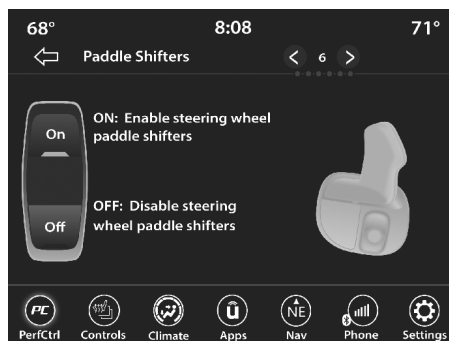 68° 8:08 71°
Paddle Shifters < 6 >
On
ON: Enable steering wheel
paddle shifters
OFF: Disable steering
wheel paddle shifters
Off
PC û NE
PerfCtrl Controls Climate Apps Nav Phone Settings